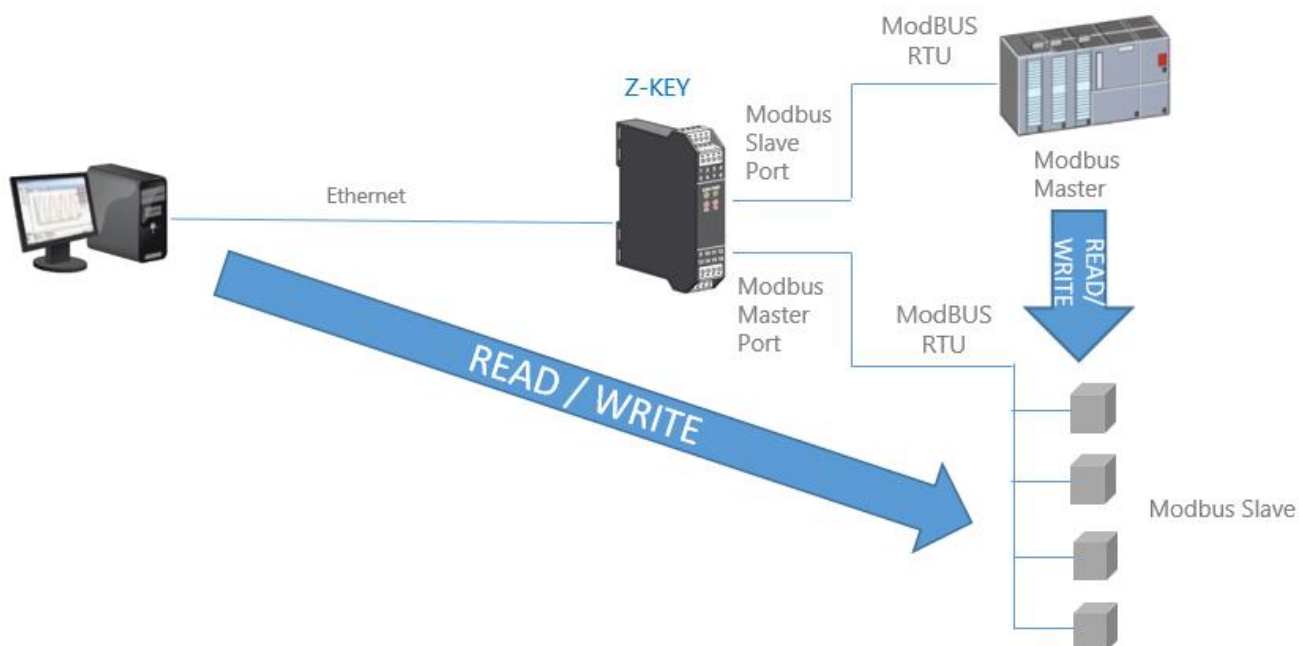 ModBUS
RTU
Z-KEY
Modbus
Slave
Port
Modbus
Master
Ethernet
READ/
WRITE
Modbus
Master
Port
ModBUS
RTU
READ / WRITE
Modbus Slave